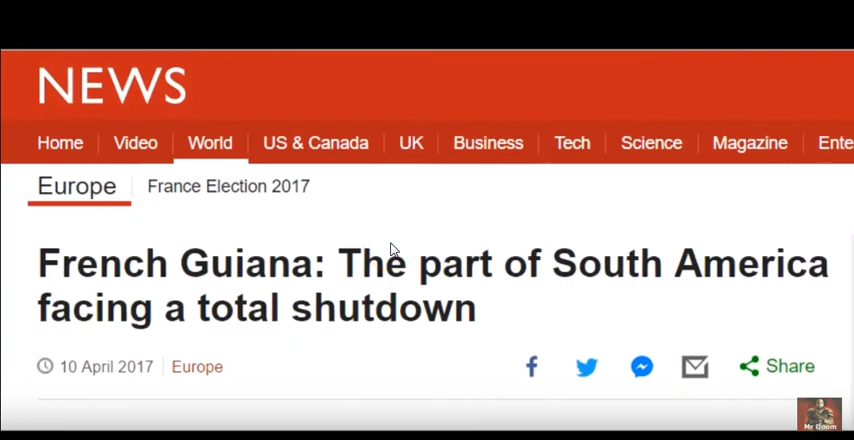 NEWS
Home Video World US & Canada UK Business Tech Science Magazine Ente
Europe France Election 2017
French Guiana: The part of South America
facing a total shutdown
10 April 2017 Europe Share
Mr Doom